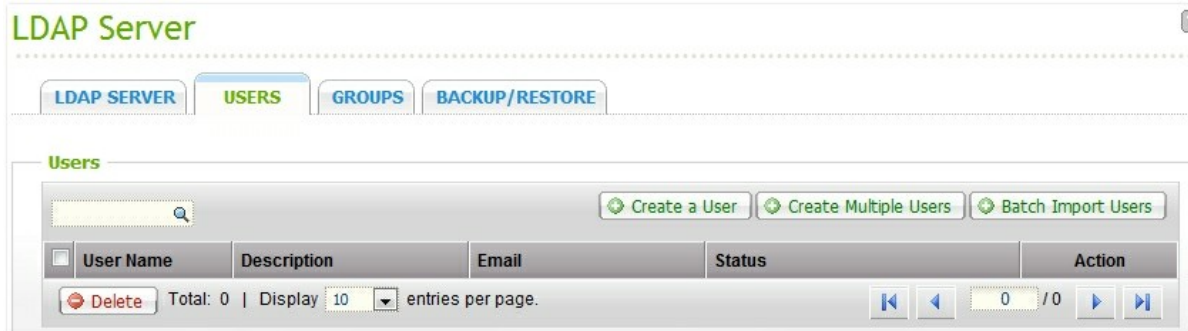 LDAP Server
LDAP SERVER USERS GROUPS BACKUP/RESTORE
Users
Create a User Create Multiple Users Batch Import Users
User Name Description Email Status Action
Delete Total: 0 | Display 10 entries per page. 0 / 0